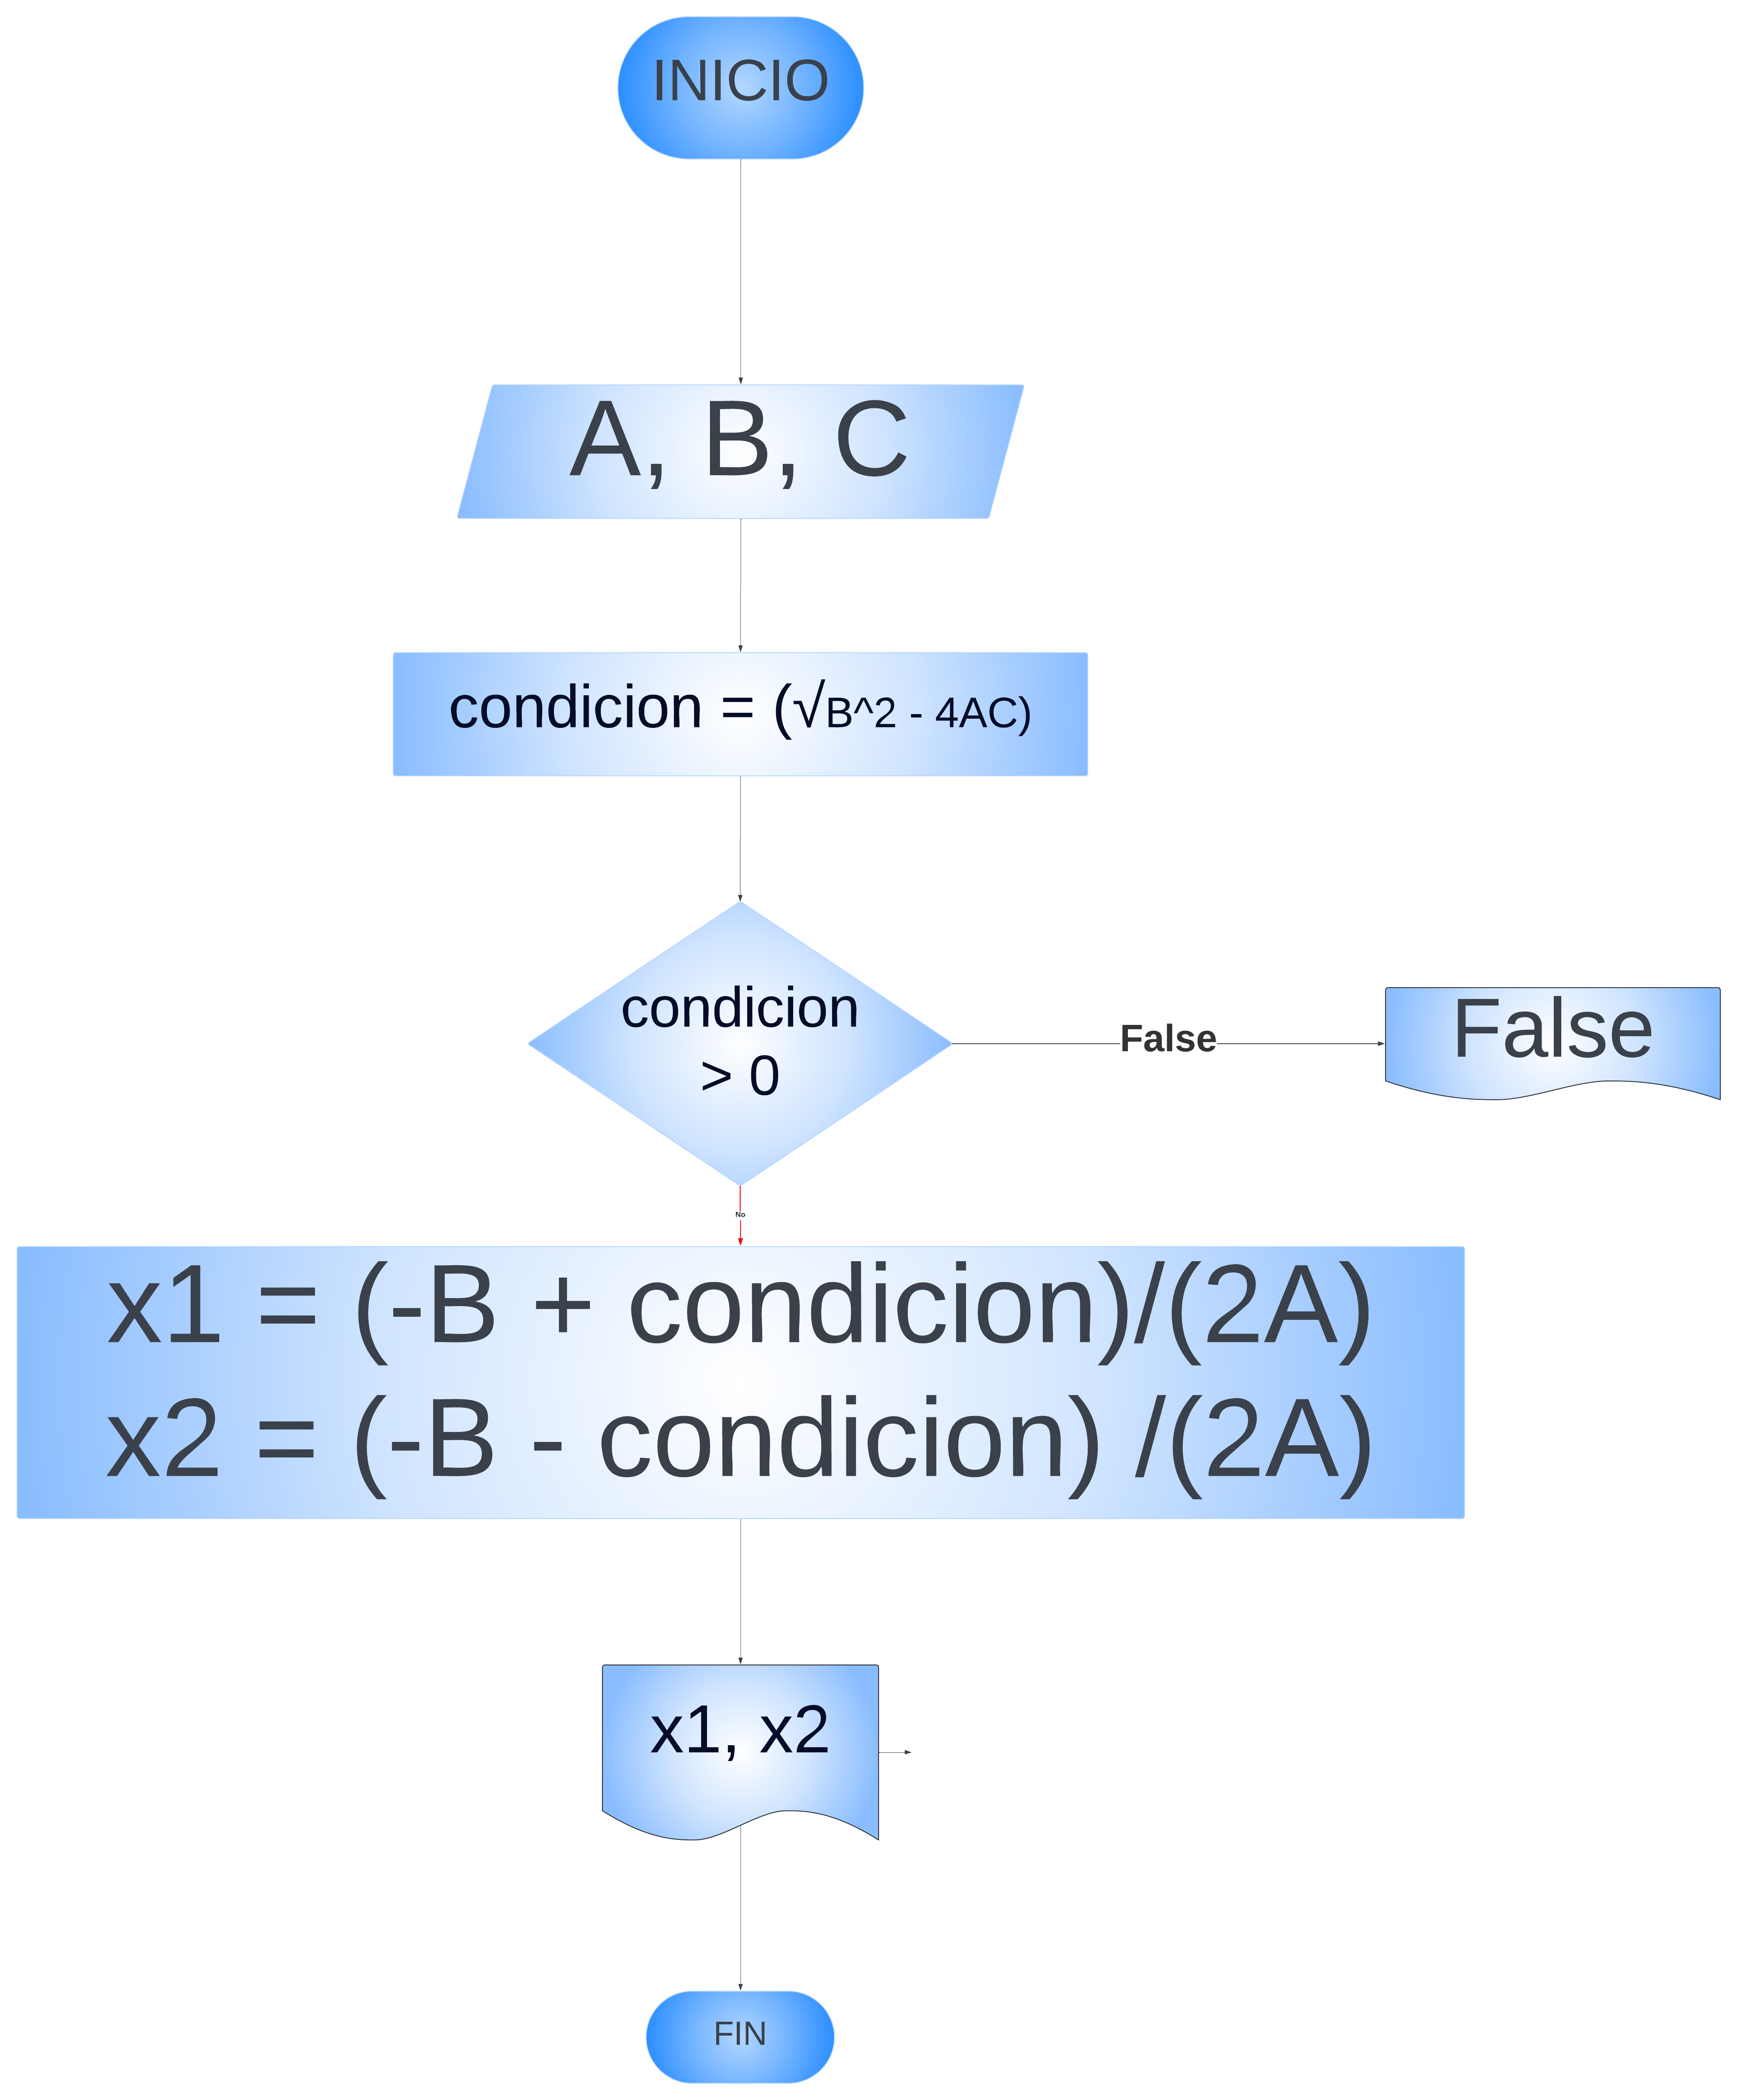 INICIO
A, B, C
condicion = (√B^2 - 4AC)
condicion
> 0
False
False
No
x1 = (-B + condicion)/(2A)
x2 = (-B - condicion) /(2A)
x1, x2
FIN